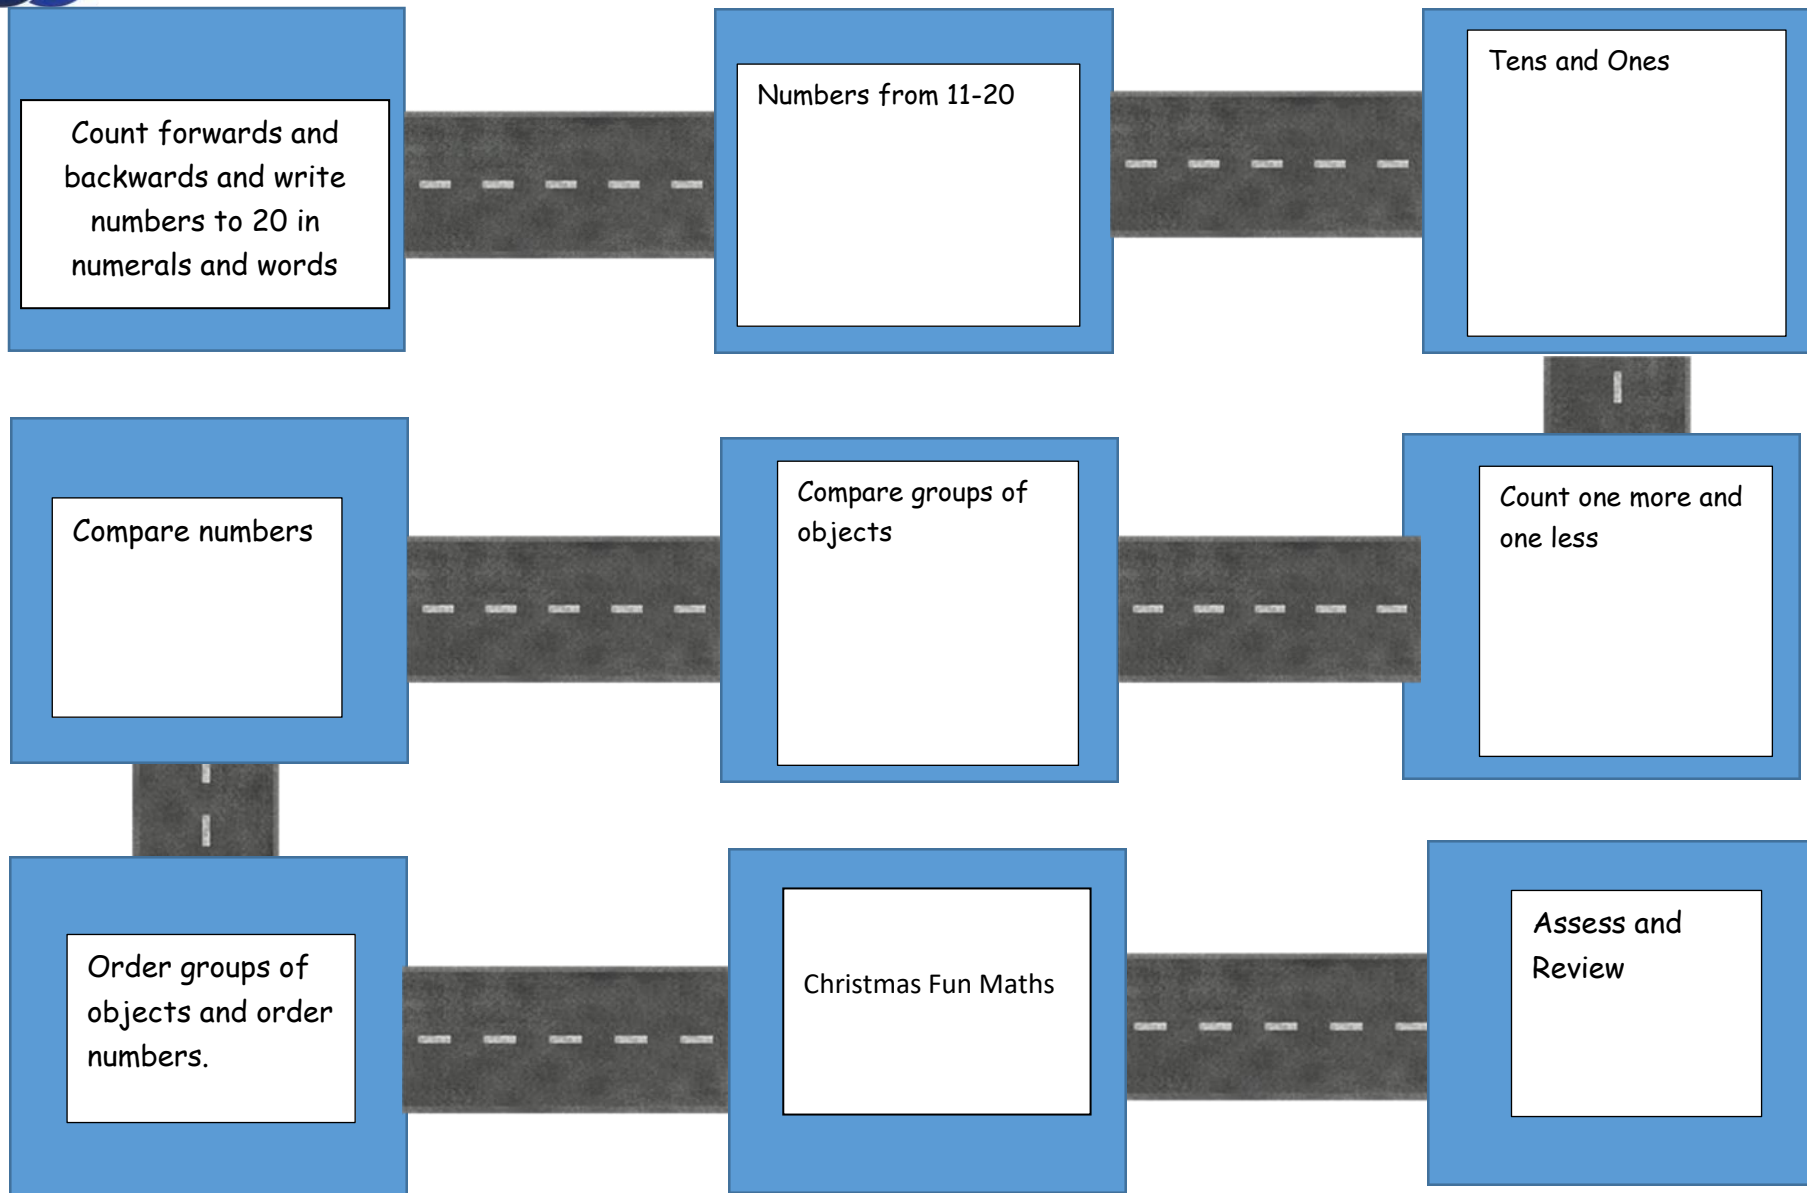 Count forwards and
backwards and write
numbers to 20 in
numerals and words
Numbers from 11-20
Tens and Ones
Count one more and
one less
Compare groups of
objects
Compare numbers
Order groups of
objects and order
numbers.
Christmas Fun Maths
Assess and
Review